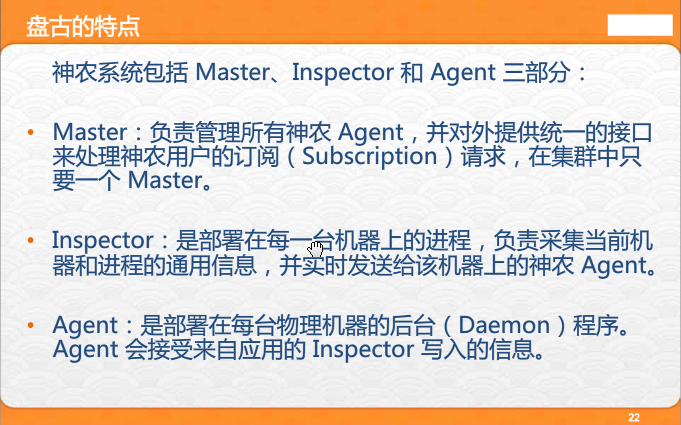 盘古的特点
神农系统包括 Master、Inspector 和 Agent 三部分：
• Master：负责管理所有神农 Agent，并对外提供统一的接口
来处理神农用户的订阅（Subscription）请求，在集群中只
要一个 Master。
• Inspector：是部署在每一台机器上的进程，负责采集当前机
器和进程的通用信息，并实时发送给该机器上的神农 Agent。
• Agent：是部署在每台物理机器的后台（Daemon）程序。
Agent 会接受来自应用的 Inspector 写入的信息。
22